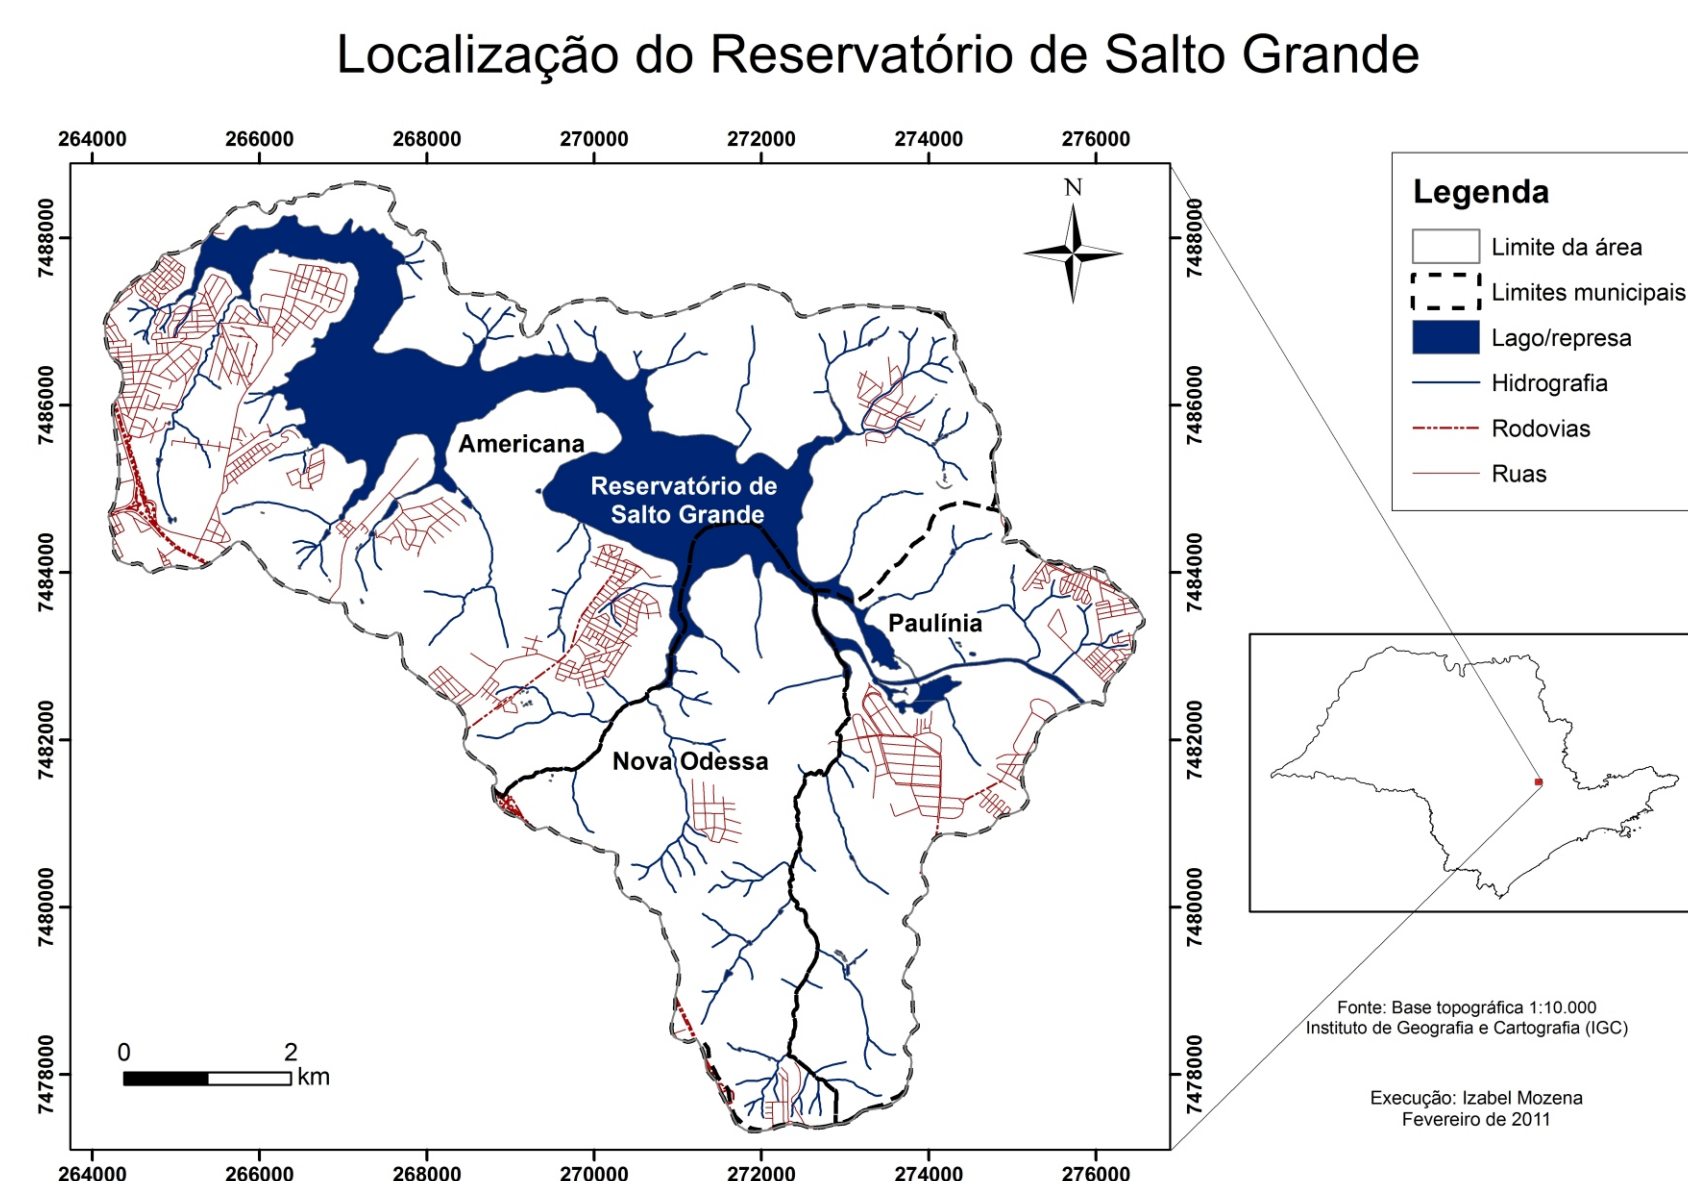 Localização do Reservatório de Salto Grande
264000 266000 268000 270000 272000 274000 276000
N
7488000
7486000
7484000
7482000
7480000
7478000
Americana
Reservatório de
Salto Grande
Paulínia
Nova Odessa
0 2
km
7488000
7486000
7484000
7482000
7480000
7478000
264000 266000 268000 270000 272000 274000 276000
Legenda
Limite da área
Limites municipais
Lago/represa
Hidrografia
Rodovias
Ruas
Fonte: Base topográfica 1:10.000
Instituto de Geografia e Cartografia (IGC)
Execução: Izabel Mozena
Fevereiro de 2011